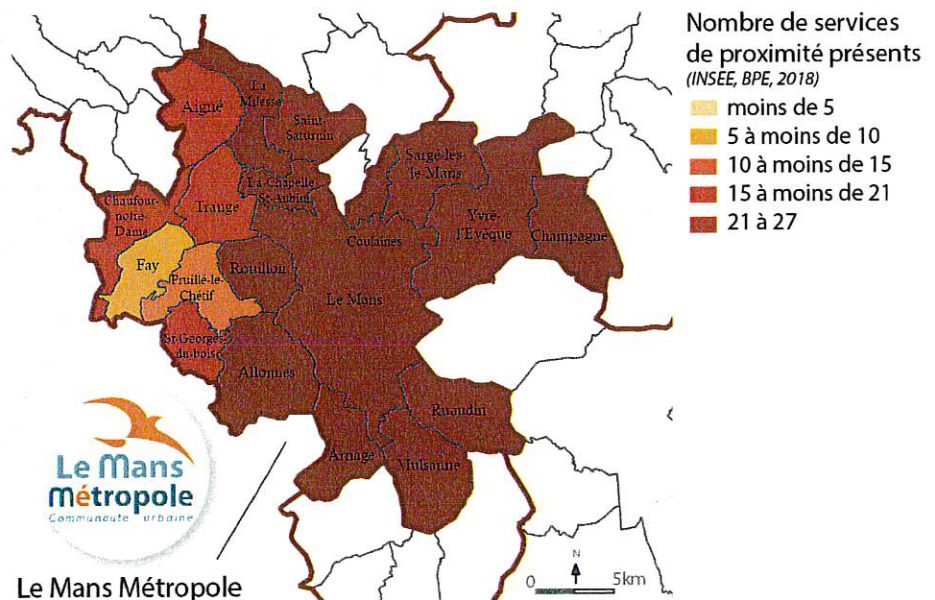 Nombre de services
de proximité présents
(INSEE, BPE, 2018)
moins de 5
5 à moins de 10
10 à moins de 15
15 à moins de 21
21 à 27
La
Milesse
Aigné
Saint-
Saturnin
Sargé-lès-
le-Mans
La-Chapelle-
St-Aubin
Chaufour-
notre-
Dame
Trangé
Coulaines
Yvré-
l'Evêque
Champagné
Fay
Pruillé-le-
Chétif
Rouillon
Le Mans
St-Georges-
du-bois
Allonnes
Ruaudin
Arnage
Mulsanne
Le Mans
métropole
Communauté urbaine
N
0 5km
Le Mans Métropole